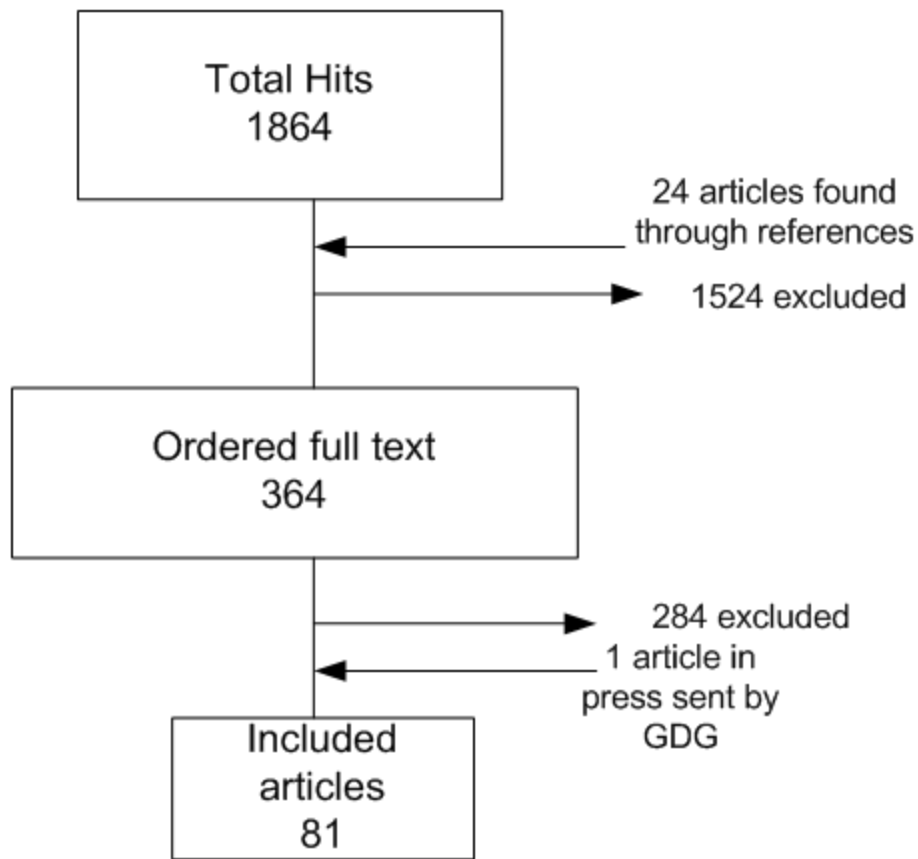 Total Hits
1864
24 articles found
through references
1524 excluded
Ordered full text
364
284 excluded
1 article in
press sent by
GDG
Included
articles
81